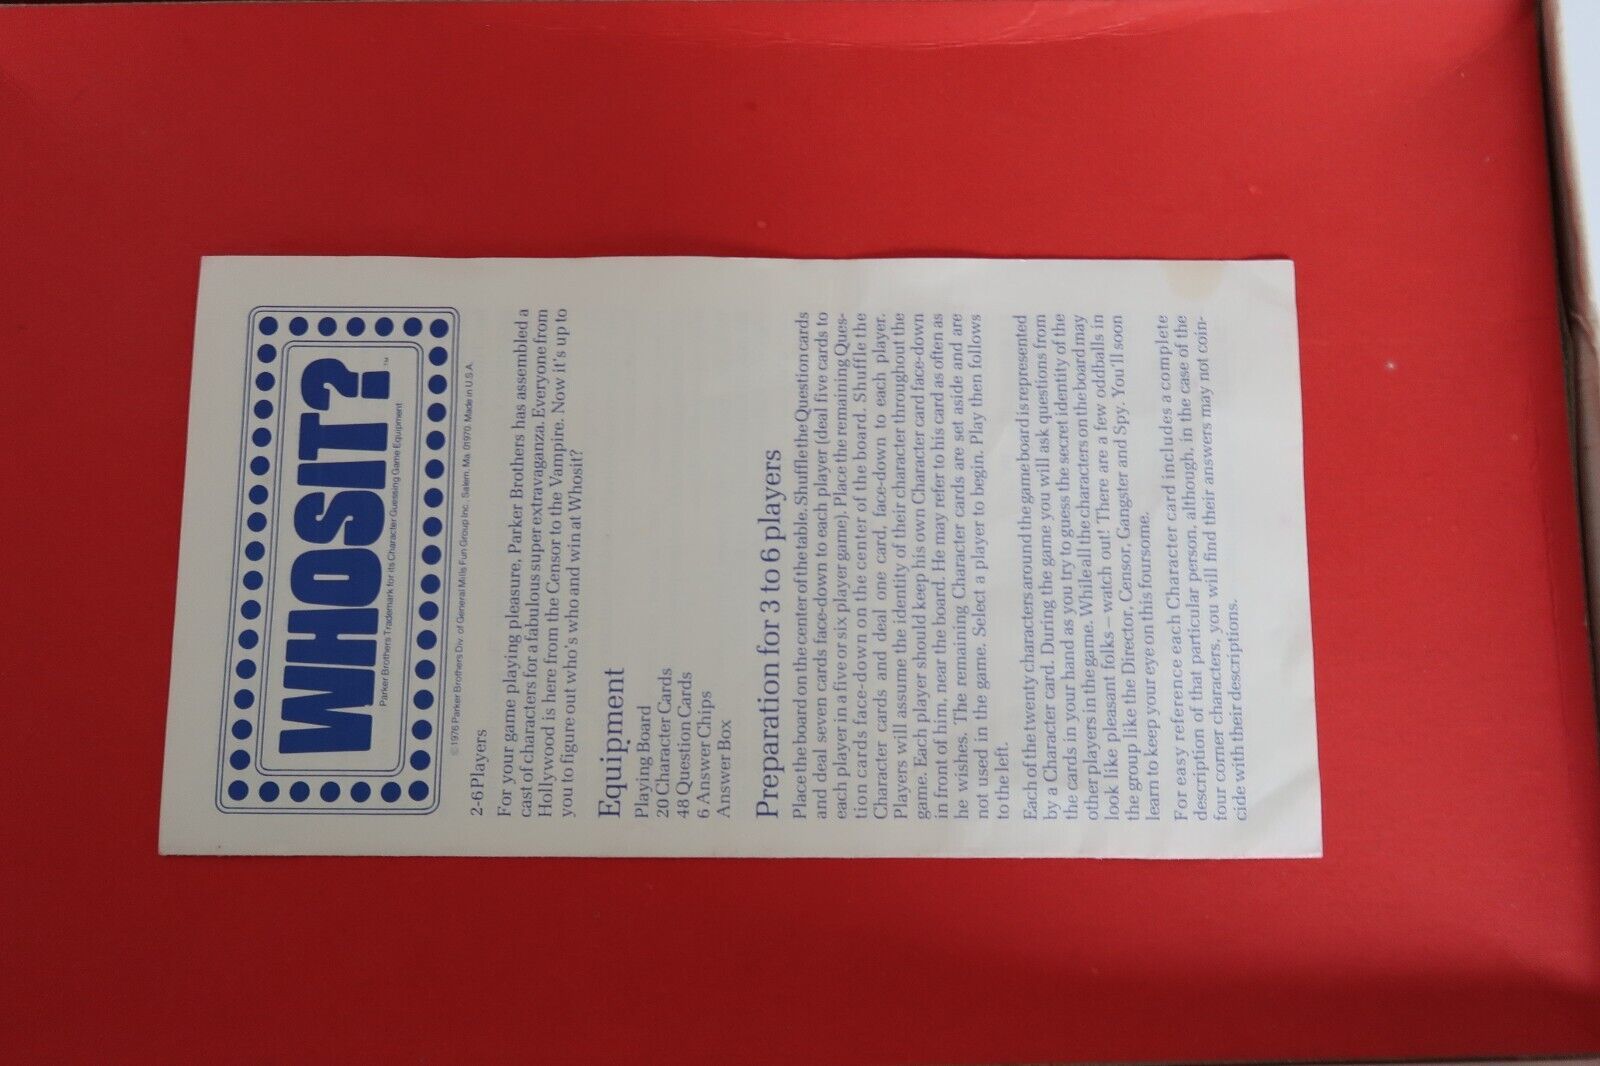 WHOSIT?™
Parker Brothers Trademark for its Character Guessing Game Equipment
©1976 Parker Brothers Div. of General Mills Fun Group Inc., Salem, Ma. 01970. Made in U.S.A.
2-6 Players
For your game playing pleasure, Parker Brothers has assembled a
cast of characters for a fabulous super extravaganza. Everyone from
Hollywood is here from the Censor to the Vampire. Now it's up to
you to figure out who's who and win at Whosit?
Equipment
Playing Board
20 Character Cards
48 Question Cards
6 Answer Chips
Answer Box
Preparation for 3 to 6 players
Place the board on the center of the table. Shuffle the Question cards
and deal seven cards face-down to each player (deal five cards to
each player in a five or six player game). Place the remaining Ques-
tion cards face-down on the center of the board. Shuffle the
Character cards and deal one card, face-down to each player.
Players will assume the identity of their character throughout the
game. Each player should keep his own Character card face-down
in front of him, near the board. He may refer to his card as often as
he wishes. The remaining Character cards are set aside and are
not used in the game. Select a player to begin. Play then follows
to the left.
Each of the twenty characters around the gameboard is represented
by a Character card. During the game you will ask questions from
the cards in your hand as you try to guess the secret identity of the
other players in the game. While all the characters on the board may
look like pleasant folks – watch out! There are a few oddballs in
the group like the Director, Censor, Gangster and Spy. You'll soon
learn to keep your eye on this foursome.
For easy reference each Character card includes a complete
description of that particular person, although, in the case of the
four corner characters, you will find their answers may not coin-
cide with their descriptions.